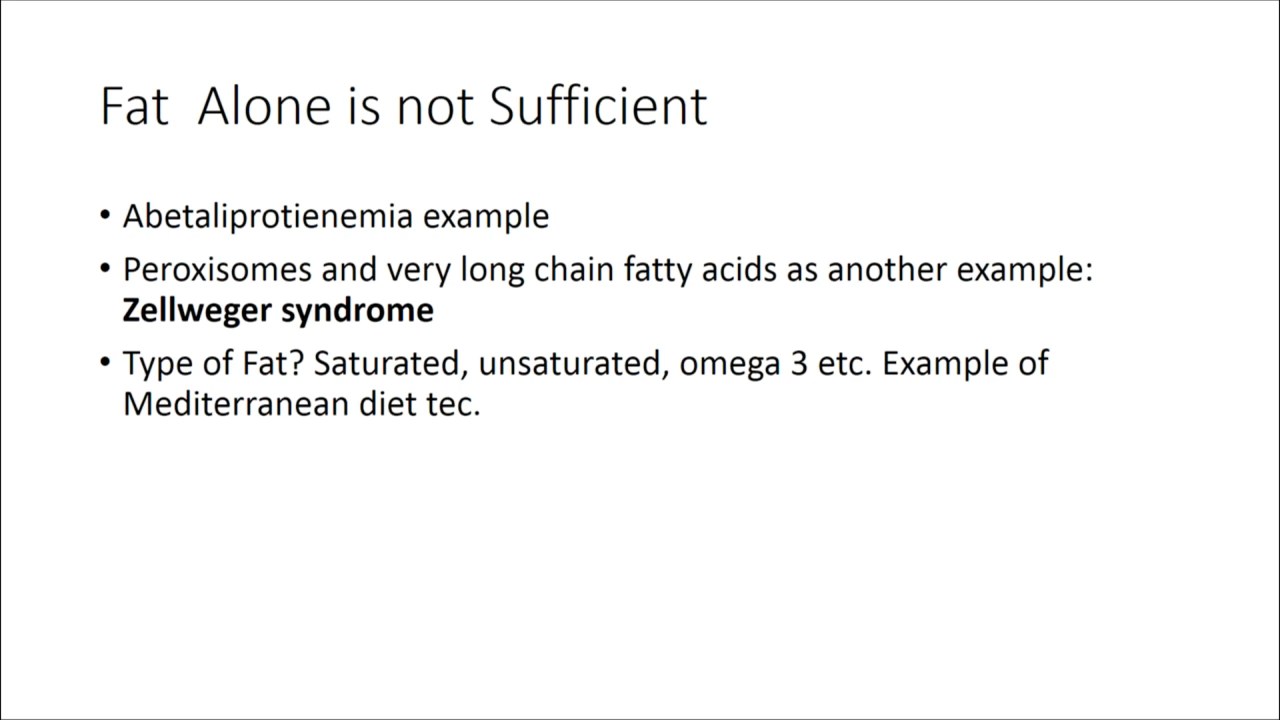 Fat  Alone is not Sufficient
• Abetaliprotienemia example
• Peroxisomes and very long chain fatty acids as another example:
Zellweger syndrome
• Type of Fat? Saturated, unsaturated, omega 3 etc. Example of
Mediterranean diet tec.